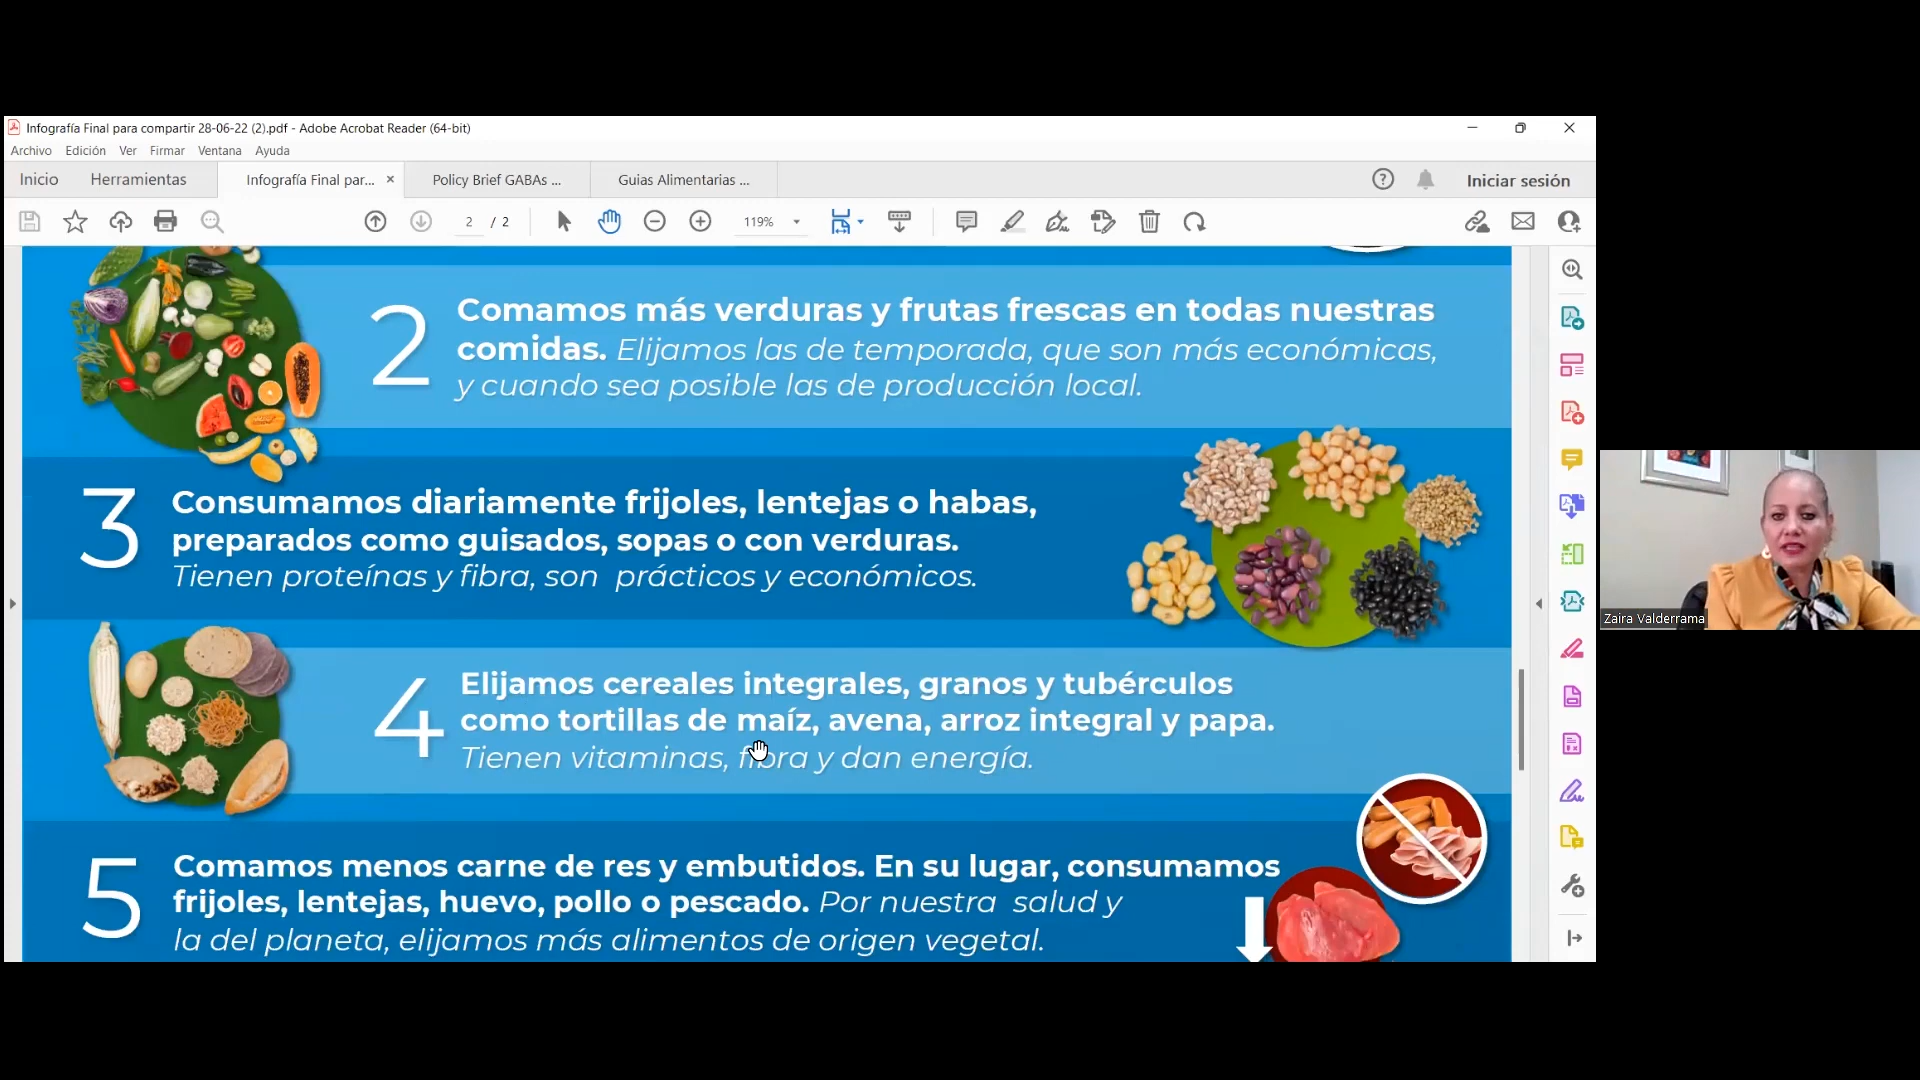 Infografía Final para compartir 28-06-22 (2).pdf - Adobe Acrobat Reader (64-bit)
Archivo Edición Ver Firmar Ventana Ayuda
Inicio Herramientas Infografía Final par... × Policy Brief GABAs ... Guias Alimentarias ... Iniciar sesión
2 / 2 119%
2
Comamos más verduras y frutas frescas en todas nuestras
comidas. Elijamos las de temporada, que son más económicas,
y cuando sea posible las de producción local.
3
Consumamos diariamente frijoles, lentejas o habas,
preparados como guisados, sopas o con verduras.
Tienen proteínas y fibra, son prácticos y económicos.
4
Elijamos cereales integrales, granos y tubérculos
como tortillas de maíz, avena, arroz integral y papa.
Tienen vitaminas, fibra y dan energía.
5
Comamos menos carne de res y embutidos. En su lugar, consumamos
frijoles, lentejas, huevo, pollo o pescado. Por nuestra salud y
la del planeta, elijamos más alimentos de origen vegetal.
Zaira Valderrama